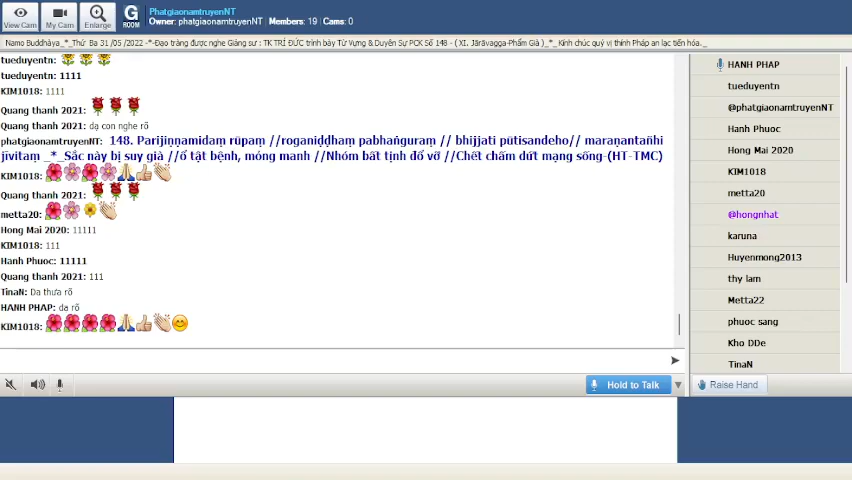 PhatgiaonamtruyenNT
Owner: phatgiaonamtruyenNT Members: 19 Cams: 0
View Cam
My Cam
Enlarge
G
ROOM
Namo Buddhàya_*_Thứ Ba 31 /05 /2022 -*-Đạo tràng được nghe Giảng sư : TK TRÍ ĐỨC trình bày Từ Vựng & Duyên Sự PCK Số 148 - ( XI. Jàrāvagga-Phẩm Già )_*_ Kính chúc quý vị thính Pháp an lạc tiến hóa._
tueduyentn:
tueduyentn: 1111
KIM1018: 1111
Quang thanh 2021:
Quang thanh 2021: dạ con nghe rõ
phatgiaonamtruyenNT: 148. Parijiṇṇamidaṃ rūpaṃ //roganiḍḍhaṃ pabhaṅguraṃ // bhijjati pūtisandeho// maraṇantañhi
jīvitaṃ _*_Sắc này bị suy già //ổ tật bệnh, mỏng manh //Nhóm bất tịnh đổ vỡ //Chết chấm dứt mạng sống-(HT-TMC)
KIM1018:
Quang thanh 2021:
metta20:
Hong Mai 2020: 11111
KIM1018: 111
Hanh Phuoc: 11111
Quang thanh 2021: 111
TinaN: Da thưa rõ
HANH PHAP: da rõ
KIM1018:
HANH PHAP
tueduyentn
@phatgiaonamtruyenNT
Hanh Phuoc
Hong Mai 2020
KIM1018
metta20
@hongnhat
karuna
Huyenmong2013
thy lam
Metta22
phuoc sang
Kho DDe
TinaN
Hold to Talk
Raise Hand